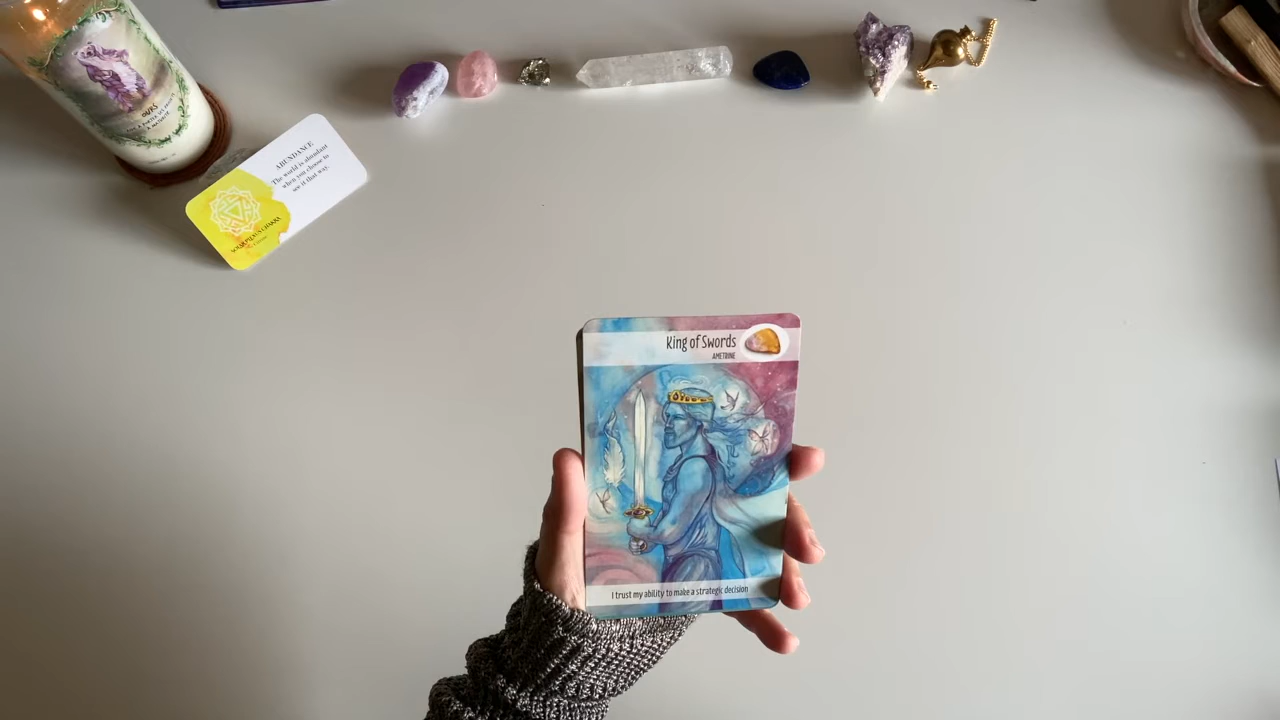 King of Swords
AMETRINE
I trust my ability to make a strategic decision
ABUNDANCE
The world is abundant
when you choose to
see it that way.
OURS